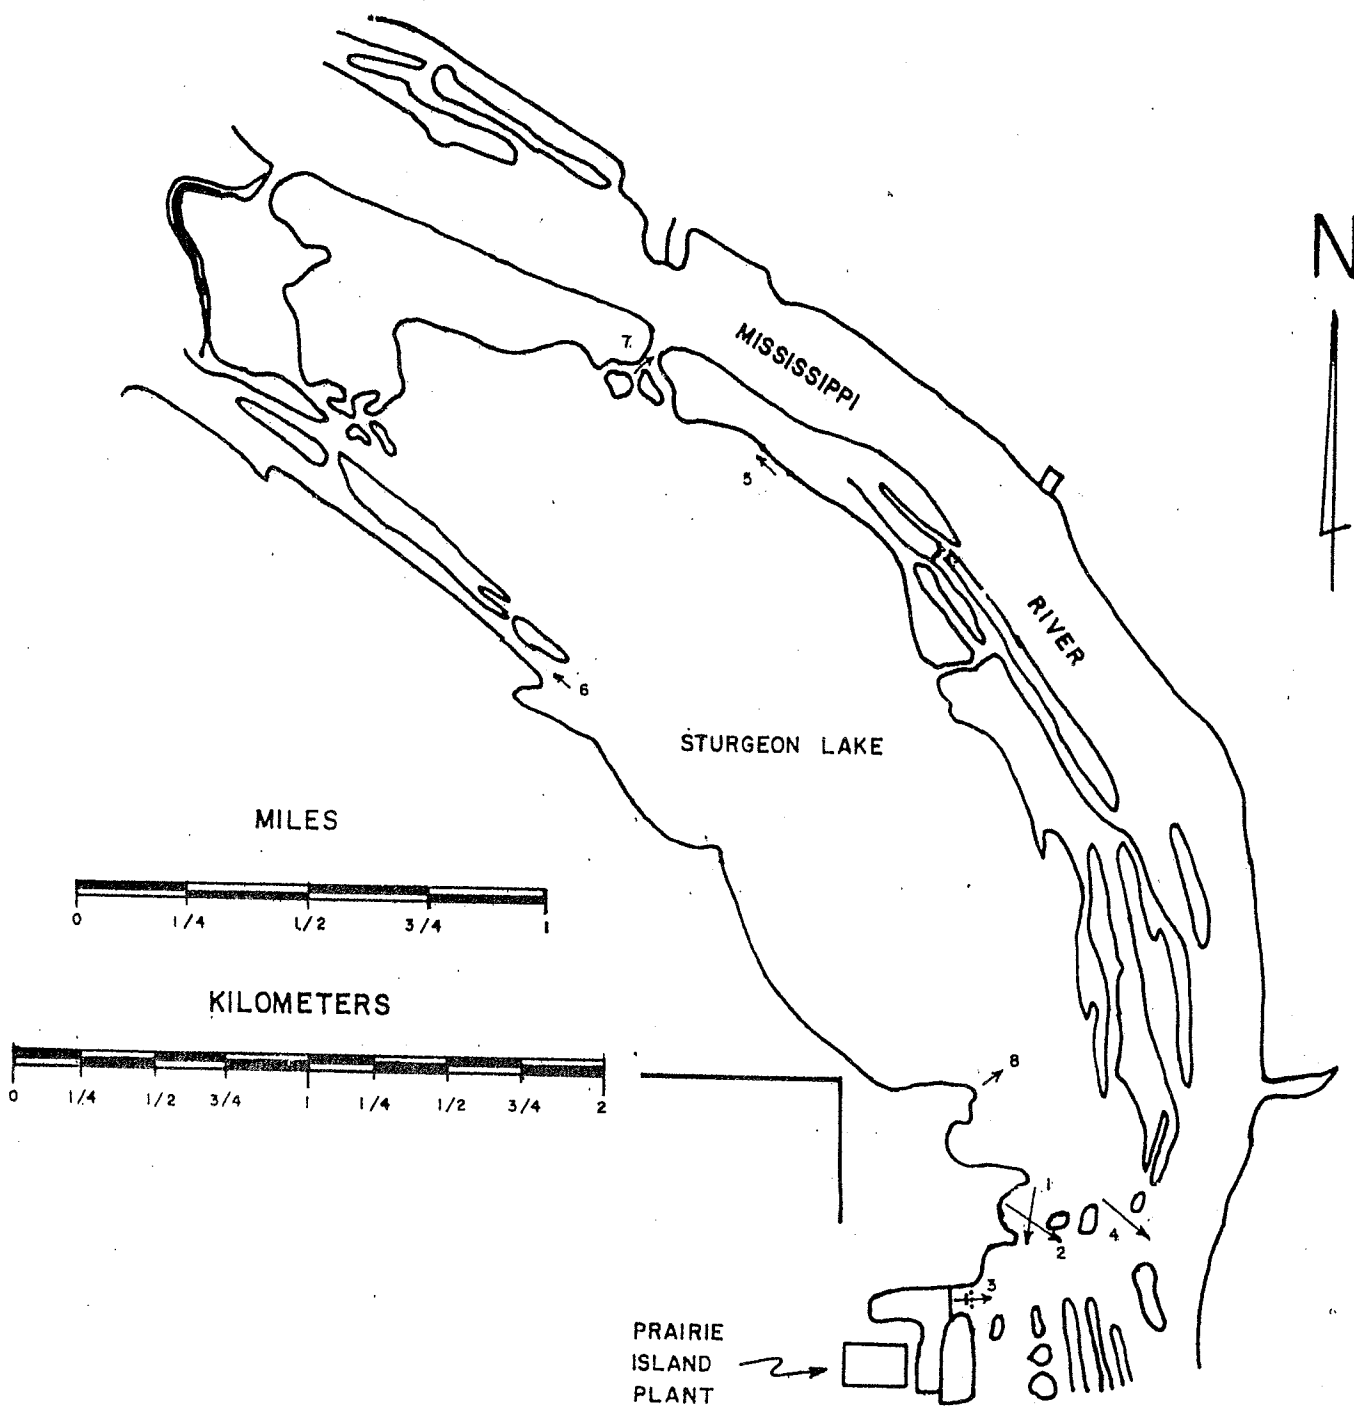 N
7.
MISSISSIPPI
5
RIVER
6
STURGEON LAKE
MILES
0 1/4 1/2 3/4 1
KILOMETERS
0 1/4 1/2 3/4 1 1/4 1/2 3/4 2
8
1
2
4
3
PRAIRIE
ISLAND
PLANT